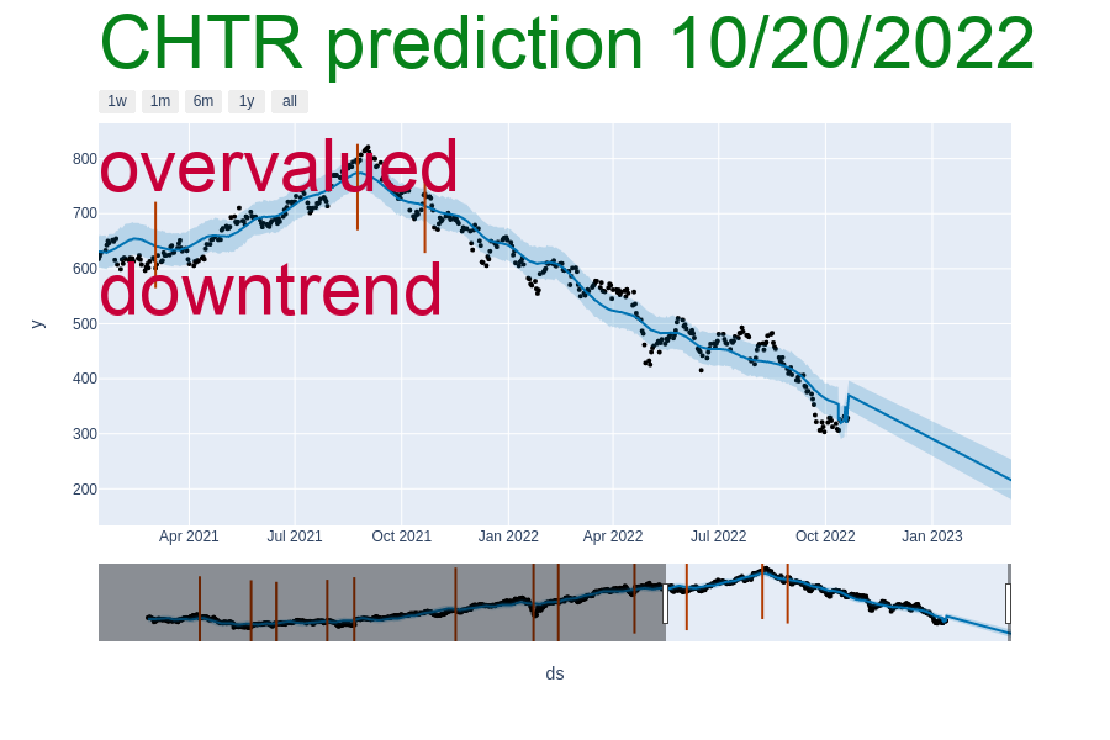 CHTR prediction 10/20/2022
1w 1m 6m 1y all
overvalued
downtrend
800
700
600
500
400
300
200
y
Apr 2021 Jul 2021 Oct 2021 Jan 2022 Apr 2022 Jul 2022 Oct 2022 Jan 2023
ds